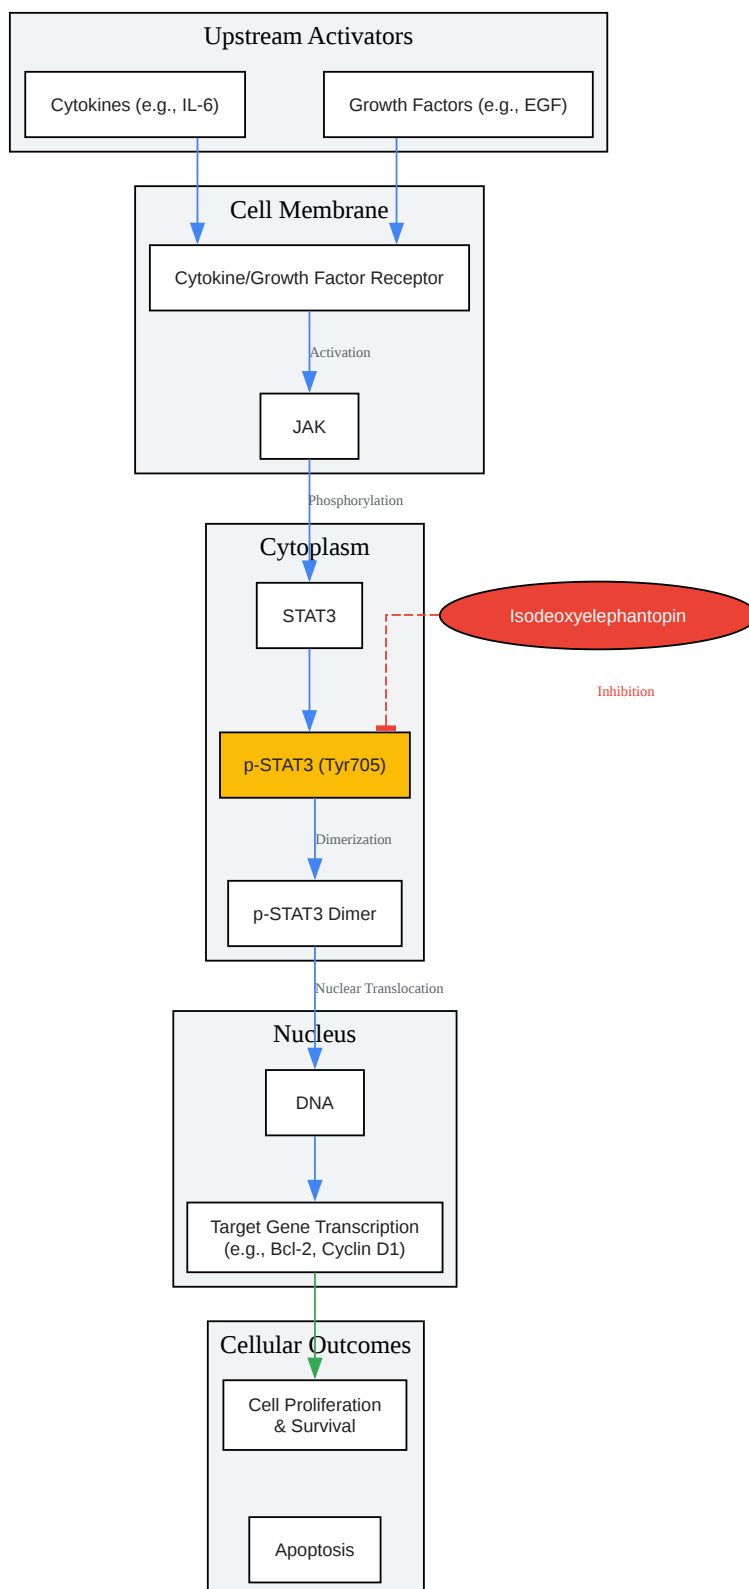 Upstream Activators
Cytokines (e.g., IL-6)
Growth Factors (e.g., EGF)
Cell Membrane
Cytokine/Growth Factor Receptor
Activation
JAK
Phosphorylation
Cytoplasm
STAT3
Isodeoxyelephantopin
Inhibition
p-STAT3 (Tyr705)
Dimerization
p-STAT3 Dimer
Nuclear Translocation
Nucleus
DNA
Target Gene Transcription
(e.g., Bcl-2, Cyclin D1)
Cellular Outcomes
Cell Proliferation
& Survival
Apoptosis